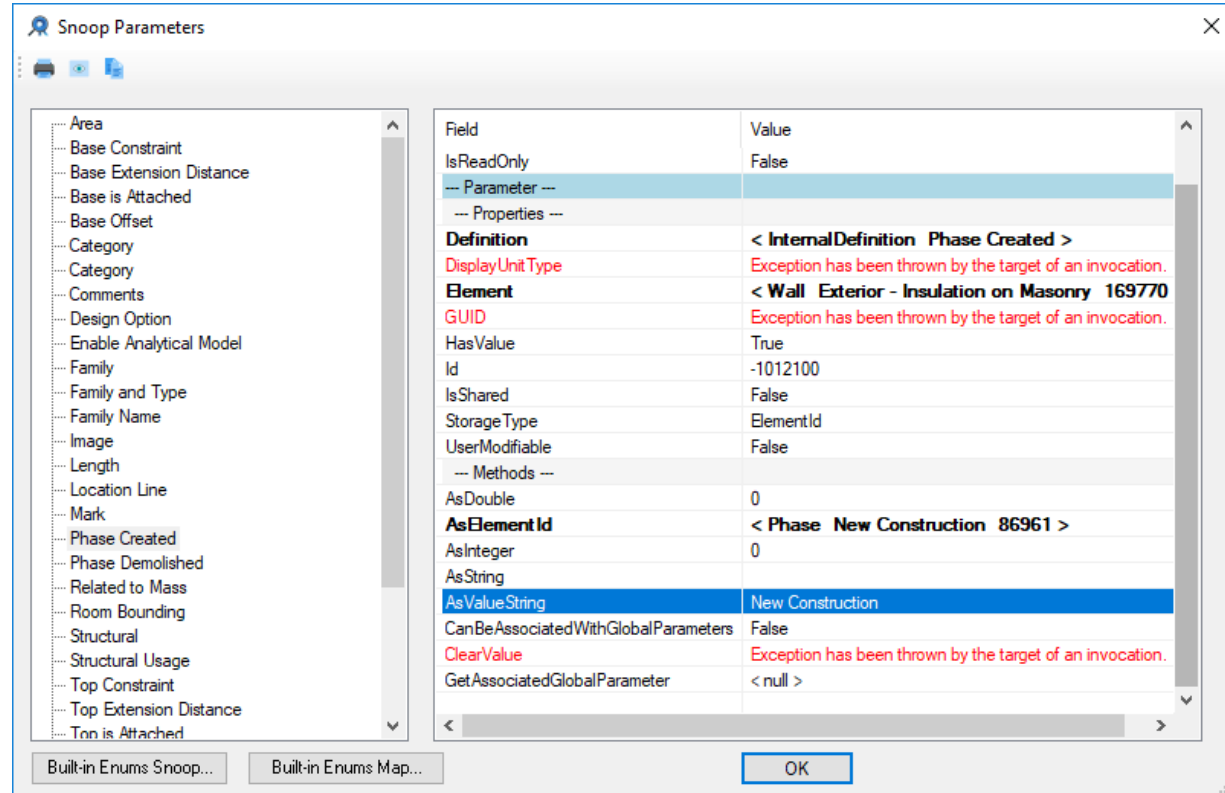 Snoop Parameters
Area
Base Constraint
Base Extension Distance
Base is Attached
Base Offset
Category
Category
Comments
Design Option
Enable Analytical Model
Family
Family and Type
Family Name
Image
Length
Location Line
Mark
Phase Created
Phase Demolished
Related to Mass
Room Bounding
Structural
Structural Usage
Top Constraint
Top Extension Distance
Top is Attached
Field Value
IsReadOnly False
--- Parameter ---
--- Properties ---
Definition < InternalDefinition Phase Created >
DisplayUnitType Exception has been thrown by the target of an invocation.
Element < Wall Exterior - Insulation on Masonry 169770
GUID Exception has been thrown by the target of an invocation.
HasValue True
Id -1012100
IsShared False
StorageType ElementId
UserModifiable False
--- Methods ---
AsDouble 0
AsElementId < Phase New Construction 86961 >
AsInteger 0
AsString
AsValueString New Construction
CanBeAssociatedWithGlobalParameters False
ClearValue Exception has been thrown by the target of an invocation.
GetAssociatedGlobalParameter < null >
Built-in Enums Snoop... Built-in Enums Map... OK